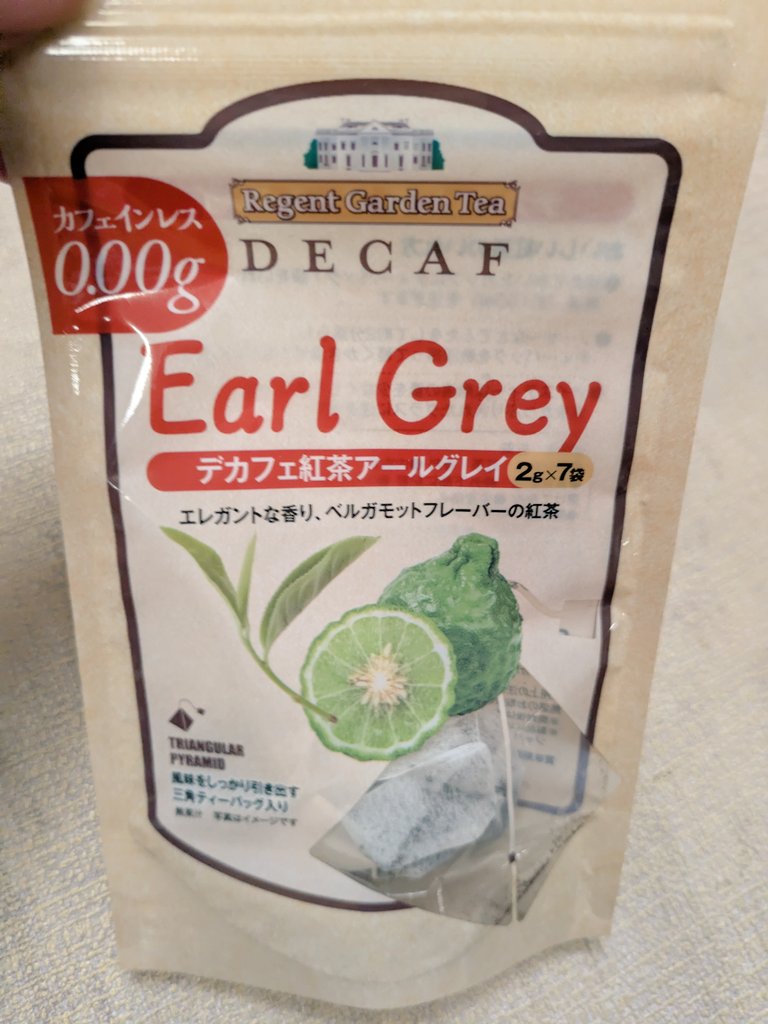 Regent Garden Tea
DECAF
カフェインレス
0.00g
Earl Grey
デカフェ紅茶アールグレイ 2g×7袋
エレガントな香り、ベルガモットフレーバーの紅茶
TRIANGULAR
PYRAMID
風味をしっかり引き出す
三角ティーバッグ入り
無果汁 写真はイメージです